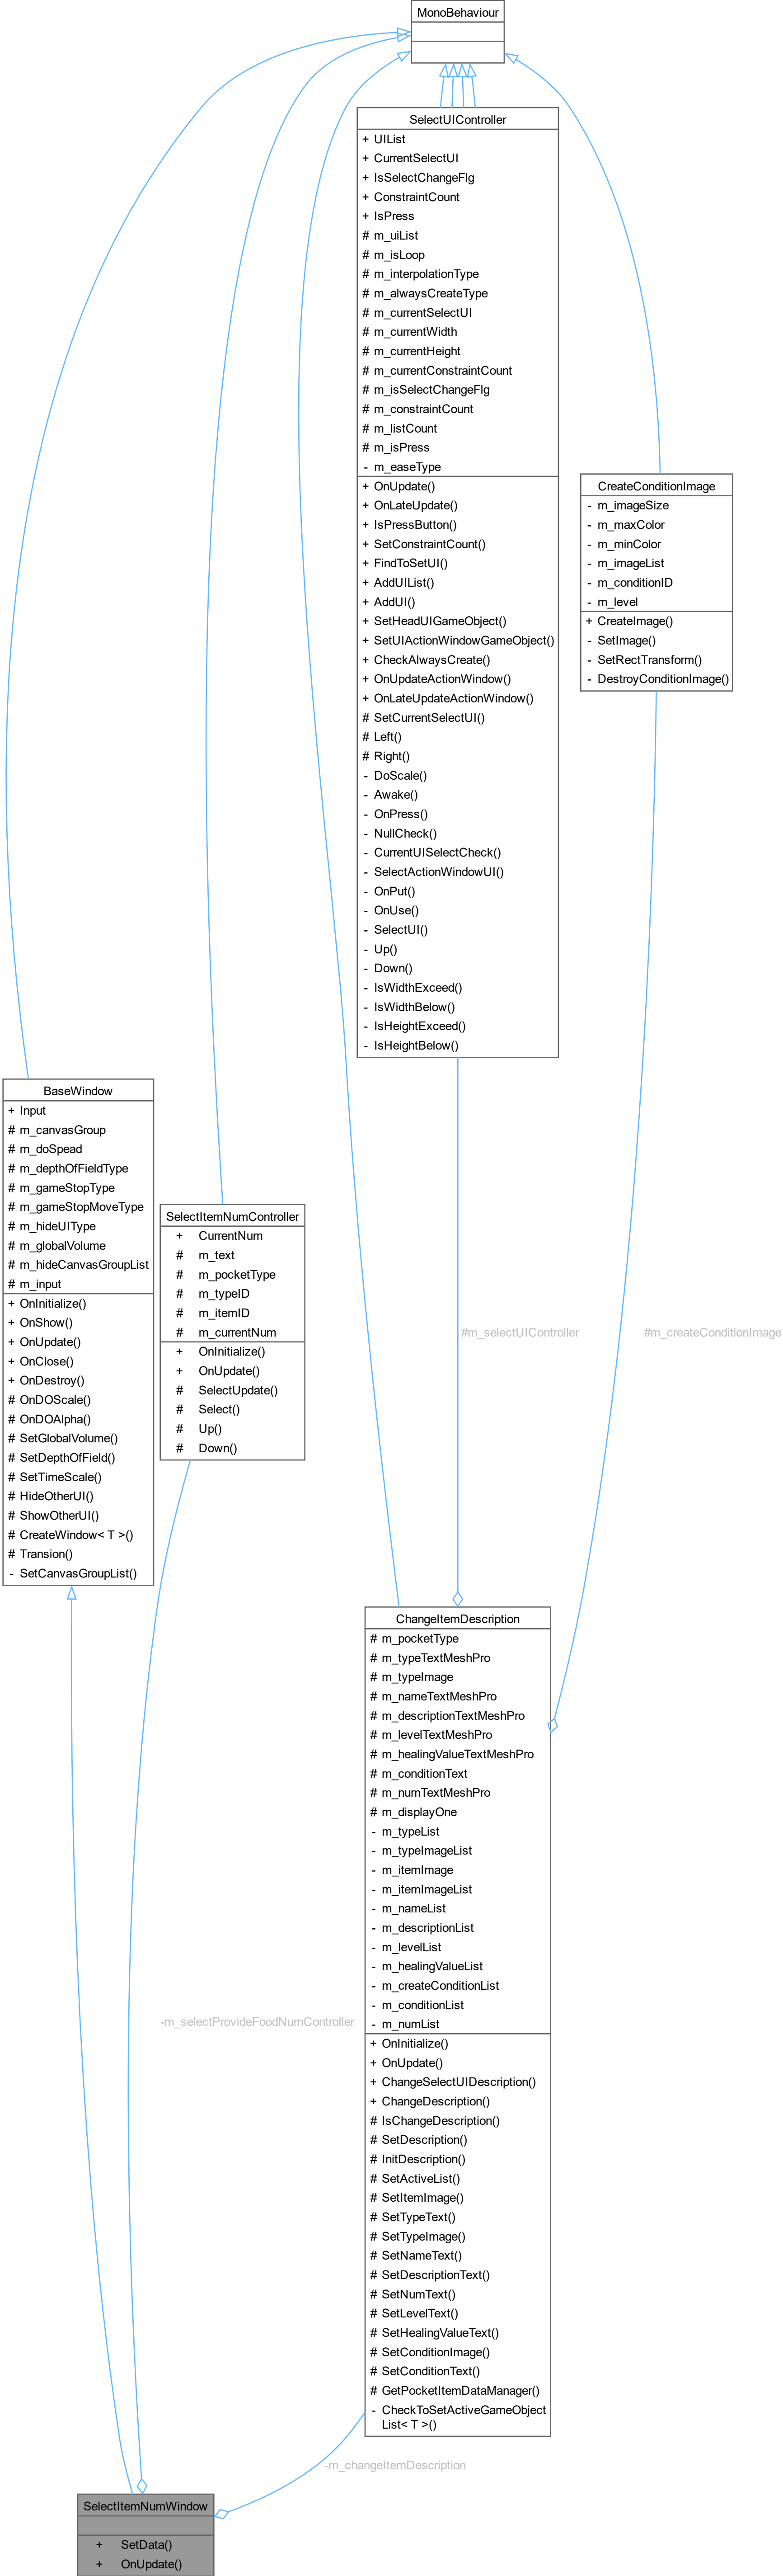 MonoBehaviour
SelectUIController
+ UIList
+ CurrentSelectUI
+ IsSelectChangeFlg
+ ConstraintCount
+ IsPress
# m_uiList
# m_isLoop
# m_interpolationType
# m_alwaysCreateType
# m_currentSelectUI
# m_currentWidth
# m_currentHeight
# m_currentConstraintCount
# m_isSelectChangeFlg
# m_constraintCount
# m_listCount
# m_isPress
- m_easeType
+ OnUpdate()
+ OnLateUpdate()
+ IsPressButton()
+ SetConstraintCount()
+ FindToSetUI()
+ AddUIList()
+ AddUI()
+ SetHeadUIGameObject()
+ SetUIActionWindowGameObject()
+ CheckAlwaysCreate()
+ OnUpdateActionWindow()
+ OnLateUpdateActionWindow()
# SetCurrentSelectUI()
# Left()
# Right()
- DoScale()
- Awake()
- OnPress()
- NullCheck()
- CurrentUISelectCheck()
- SelectActionWindowUI()
- OnPut()
- OnUse()
- SelectUI()
- Up()
- Down()
- IsWidthExceed()
- IsWidthBelow()
- IsHeightExceed()
- IsHeightBelow()
CreateConditionImage
- m_imageSize
- m_maxColor
- m_minColor
- m_imageList
- m_conditionID
- m_level
+ CreateImage()
- SetImage()
- SetRectTransform()
- DestroyConditionImage()
BaseWindow
+ Input
# m_canvasGroup
# m_doSpead
# m_depthOfFieldType
# m_gameStopType
# m_gameStopMoveType
# m_hideUIType
# m_globalVolume
# m_hideCanvasGroupList
# m_input
+ OnInitialize()
+ OnShow()
+ OnUpdate()
+ OnClose()
+ OnDestroy()
# OnDOScale()
# OnDOAlpha()
# SetGlobalVolume()
# SetDepthOfField()
# SetTimeScale()
# HideOtherUI()
# ShowOtherUI()
# CreateWindow< T >()
# Transion()
- SetCanvasGroupList()
SelectItemNumController
+ CurrentNum
# m_text
# m_pocketType
# m_typeID
# m_itemID
# m_currentNum
+ OnInitialize()
+ OnUpdate()
# SelectUpdate()
# Select()
# Up()
# Down()
#m_selectUIController
#m_createConditionImage
ChangeItemDescription
# m_pocketType
# m_typeTextMeshPro
# m_typeImage
# m_nameTextMeshPro
# m_descriptionTextMeshPro
# m_levelTextMeshPro
# m_healingValueTextMeshPro
# m_conditionText
# m_numTextMeshPro
# m_displayOne
- m_typeList
- m_typeImageList
- m_itemImage
- m_itemImageList
- m_nameList
- m_descriptionList
- m_levelList
- m_healingValueList
- m_createConditionList
- m_conditionList
- m_numList
+ OnInitialize()
+ OnUpdate()
+ ChangeSelectUIDescription()
+ ChangeDescription()
# IsChangeDescription()
# SetDescription()
# InitDescription()
# SetActiveList()
# SetItemImage()
# SetTypeText()
# SetTypeImage()
# SetNameText()
# SetDescriptionText()
# SetNumText()
# SetLevelText()
# SetHealingValueText()
# SetConditionImage()
# SetConditionText()
# GetPocketItemDataManager()
- CheckToSetActiveGameObject
List< T >()
-m_selectProvideFoodNumController
-m_changeItemDescription
SelectItemNumWindow
+ SetData()
+ OnUpdate()